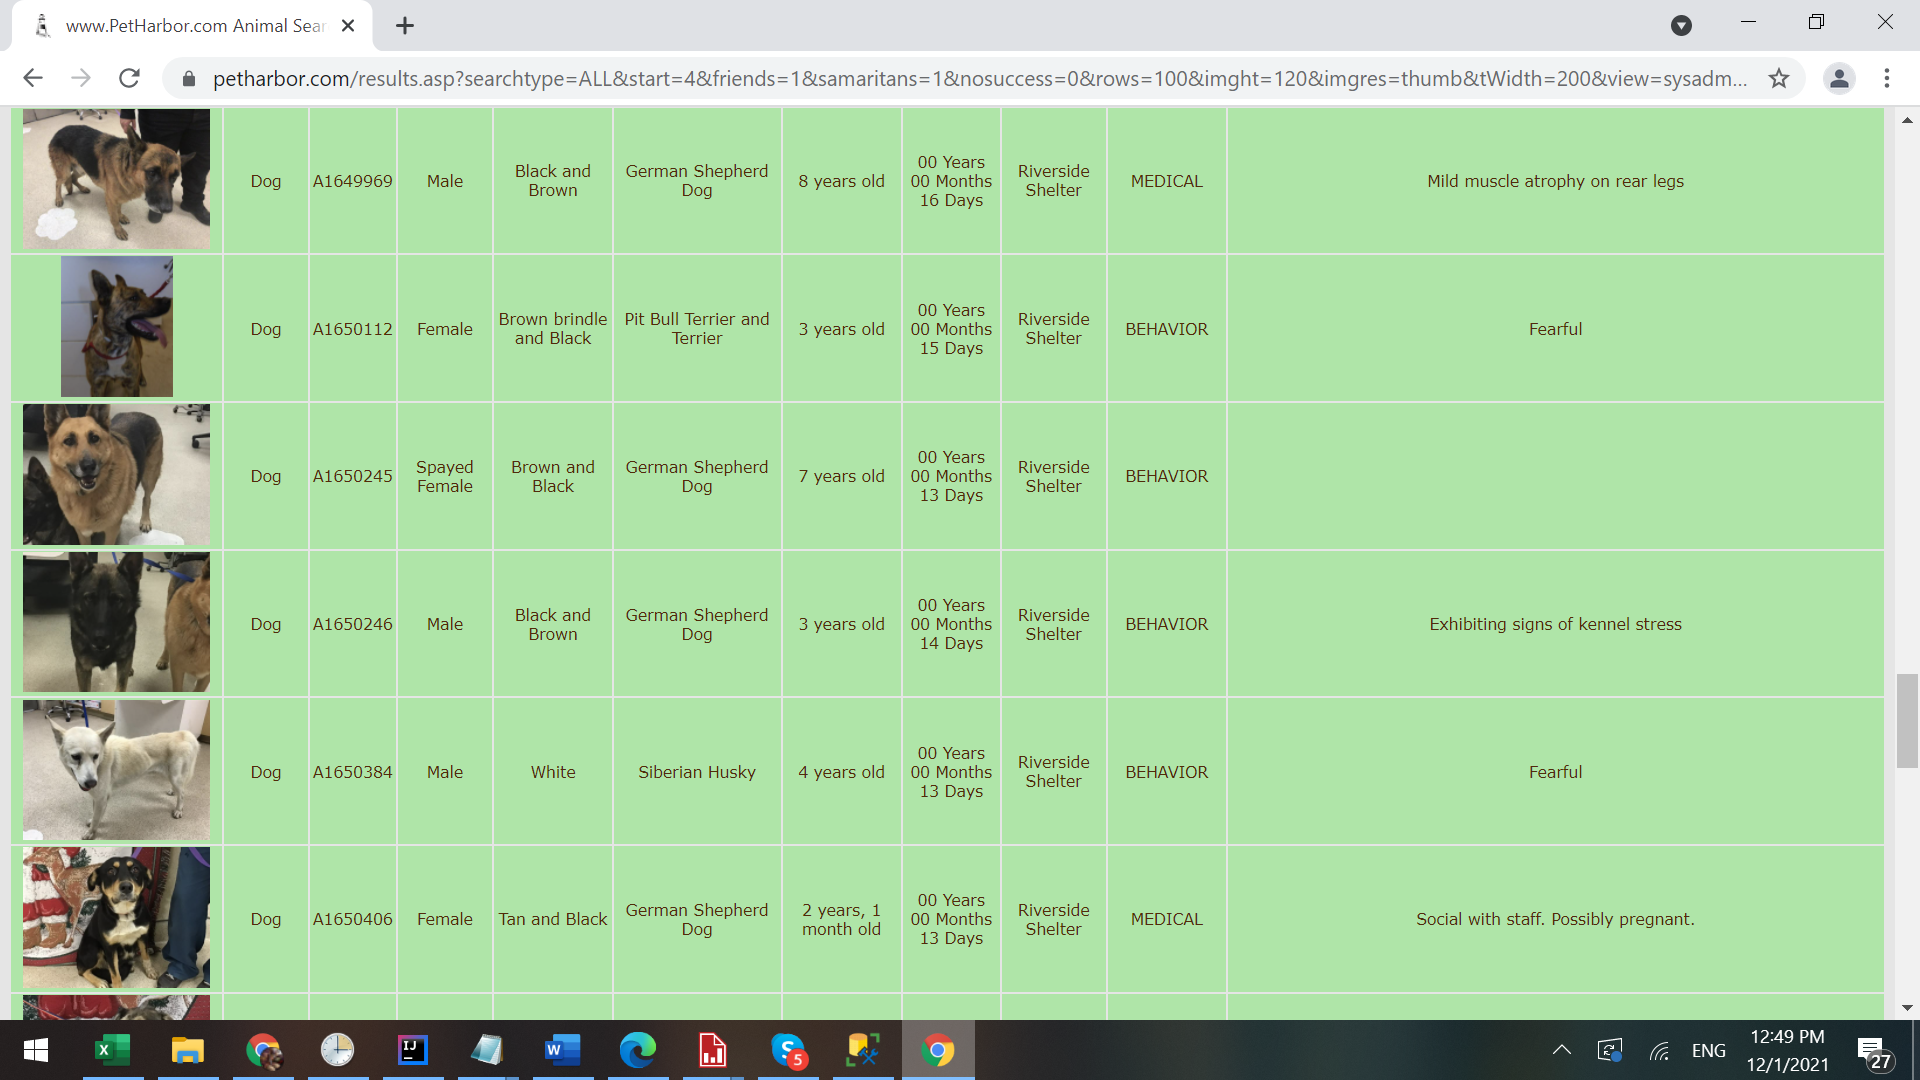 www.PetHarbor.com Animal Sear
petharbor.com/results.asp?searchtype=ALL&start=4&friends=1&samaritans=1&nosuccess=0&rows=100&imght=120&imgres=thumb&tWidth=200&view=sysadm...
Dog
A1649969
Male
Black and
Brown
German Shepherd
Dog
8 years old
00 Years
00 Months
16 Days
Riverside
Shelter
MEDICAL
Mild muscle atrophy on rear legs
Dog
A1650112
Female
Brown brindle
and Black
Pit Bull Terrier and
Terrier
3 years old
00 Years
00 Months
15 Days
Riverside
Shelter
BEHAVIOR
Fearful
Dog
A1650245
Spayed
Female
Brown and
Black
German Shepherd
Dog
7 years old
00 Years
00 Months
13 Days
Riverside
Shelter
BEHAVIOR
Dog
A1650246
Male
Black and
Brown
German Shepherd
Dog
3 years old
00 Years
00 Months
14 Days
Riverside
Shelter
BEHAVIOR
Exhibiting signs of kennel stress
Dog
A1650384
Male
White
Siberian Husky
4 years old
00 Years
00 Months
13 Days
Riverside
Shelter
BEHAVIOR
Fearful
Dog
A1650406
Female
Tan and Black
German Shepherd
Dog
2 years, 1
month old
00 Years
00 Months
13 Days
Riverside
Shelter
MEDICAL
Social with staff. Possibly pregnant.
X
IJ
W
S
5
ENG
12:49 PM
12/1/2021
27